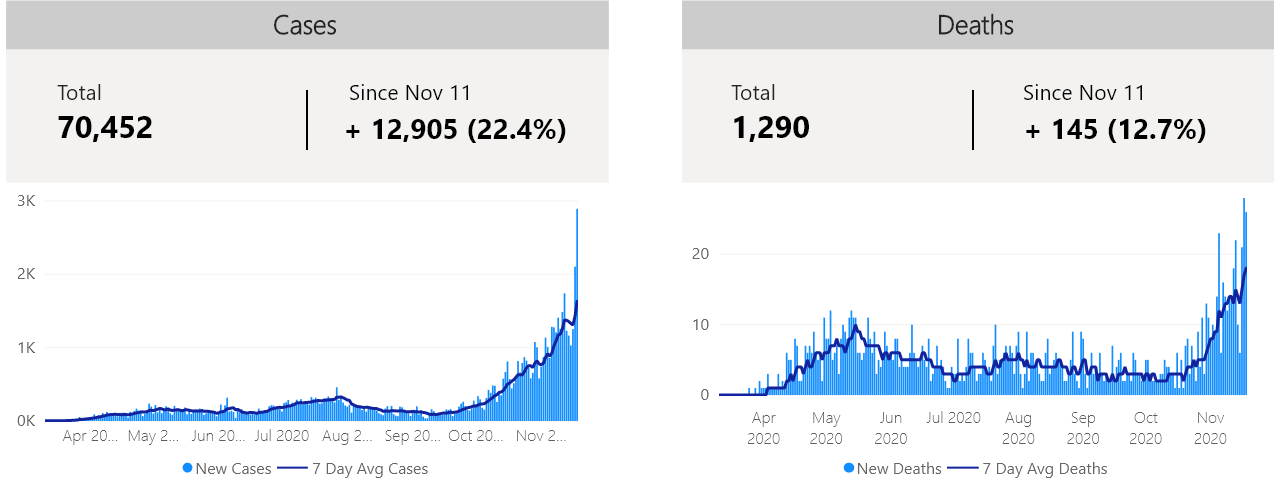 Cases
Total
70,452
Since Nov 11
+ 12,905 (22.4%)
3K
2K
1K
0K
Apr 20... May 2... Jun 20... Jul 2020 Aug 2... Sep 20... Oct 20... Nov 2...
New Cases 7 Day Avg Cases
Deaths
Total
1,290
Since Nov 11
+ 145 (12.7%)
20
10
0
Apr May Jun Jul 2020 Aug Sep Oct Nov
2020 2020 2020 2020 2020 2020 2020
New Deaths 7 Day Avg Deaths